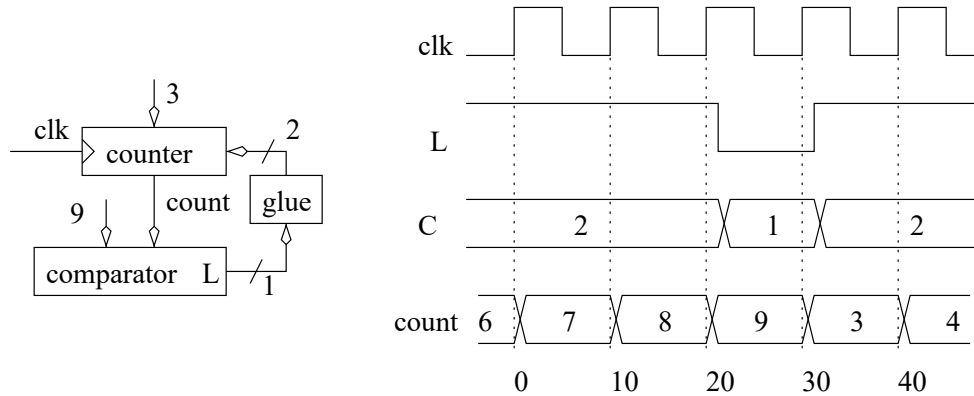 3
clk
counter
2
9
count
glue
comparator L
1
clk
L
C 2 1 2
count 6 7 8 9 3 4
0 10 20 30 40